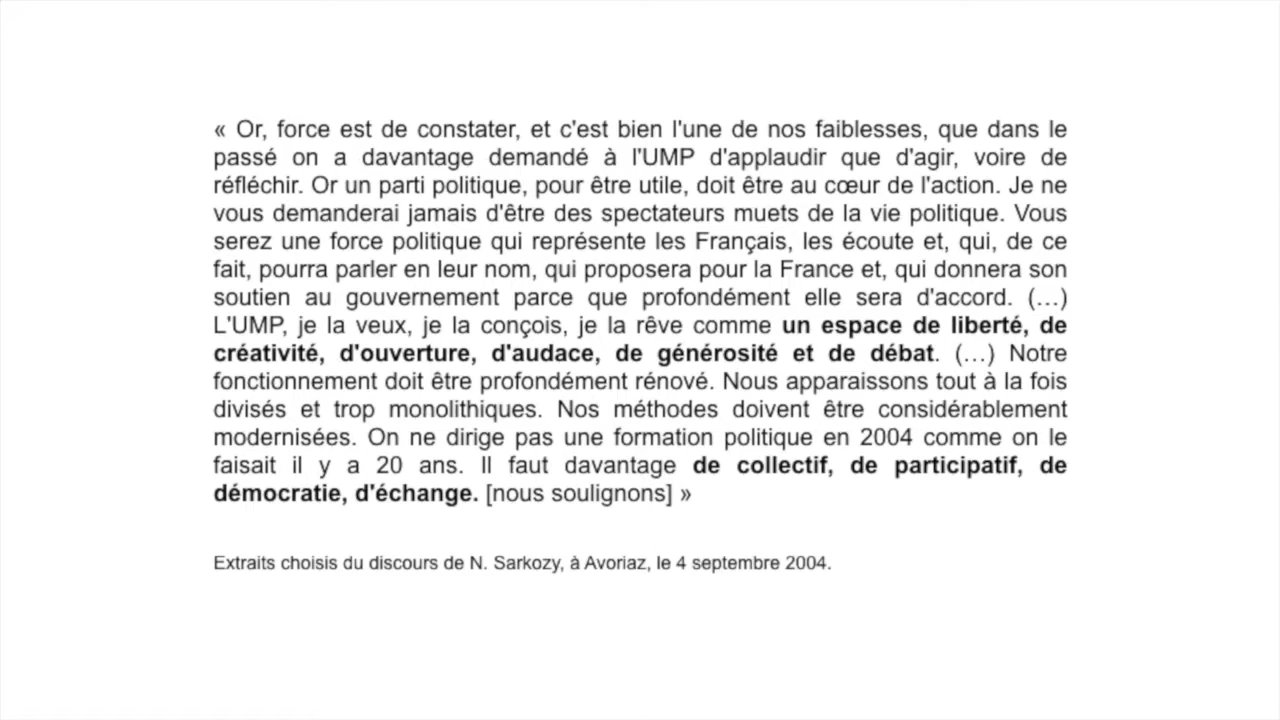 « Or, force est de constater, et c'est bien l'une de nos faiblesses, que dans le
passé on a davantage demandé à l'UMP d'applaudir que d'agir, voire de
réfléchir. Or un parti politique, pour être utile, doit être au cœur de l'action. Je ne
vous demanderai jamais d'être des spectateurs muets de la vie politique. Vous
serez une force politique qui représente les Français, les écoute et, qui, de ce
fait, pourra parler en leur nom, qui proposera pour la France et, qui donnera son
soutien au gouvernement parce que profondément elle sera d'accord. (…)
L'UMP, je la veux, je la conçois, je la rêve comme un espace de liberté, de
créativité, d'ouverture, d'audace, de générosité et de débat. (…) Notre
fonctionnement doit être profondément rénové. Nous apparaissons tout à la fois
divisés et trop monolithiques. Nos méthodes doivent être considérablement
modernisées. On ne dirige pas une formation politique en 2004 comme on le
faisait il y a 20 ans. Il faut davantage de collectif, de participatif, de
démocratie, d'échange. [nous soulignons] »
Extraits choisis du discours de N. Sarkozy, à Avoriaz, le 4 septembre 2004.